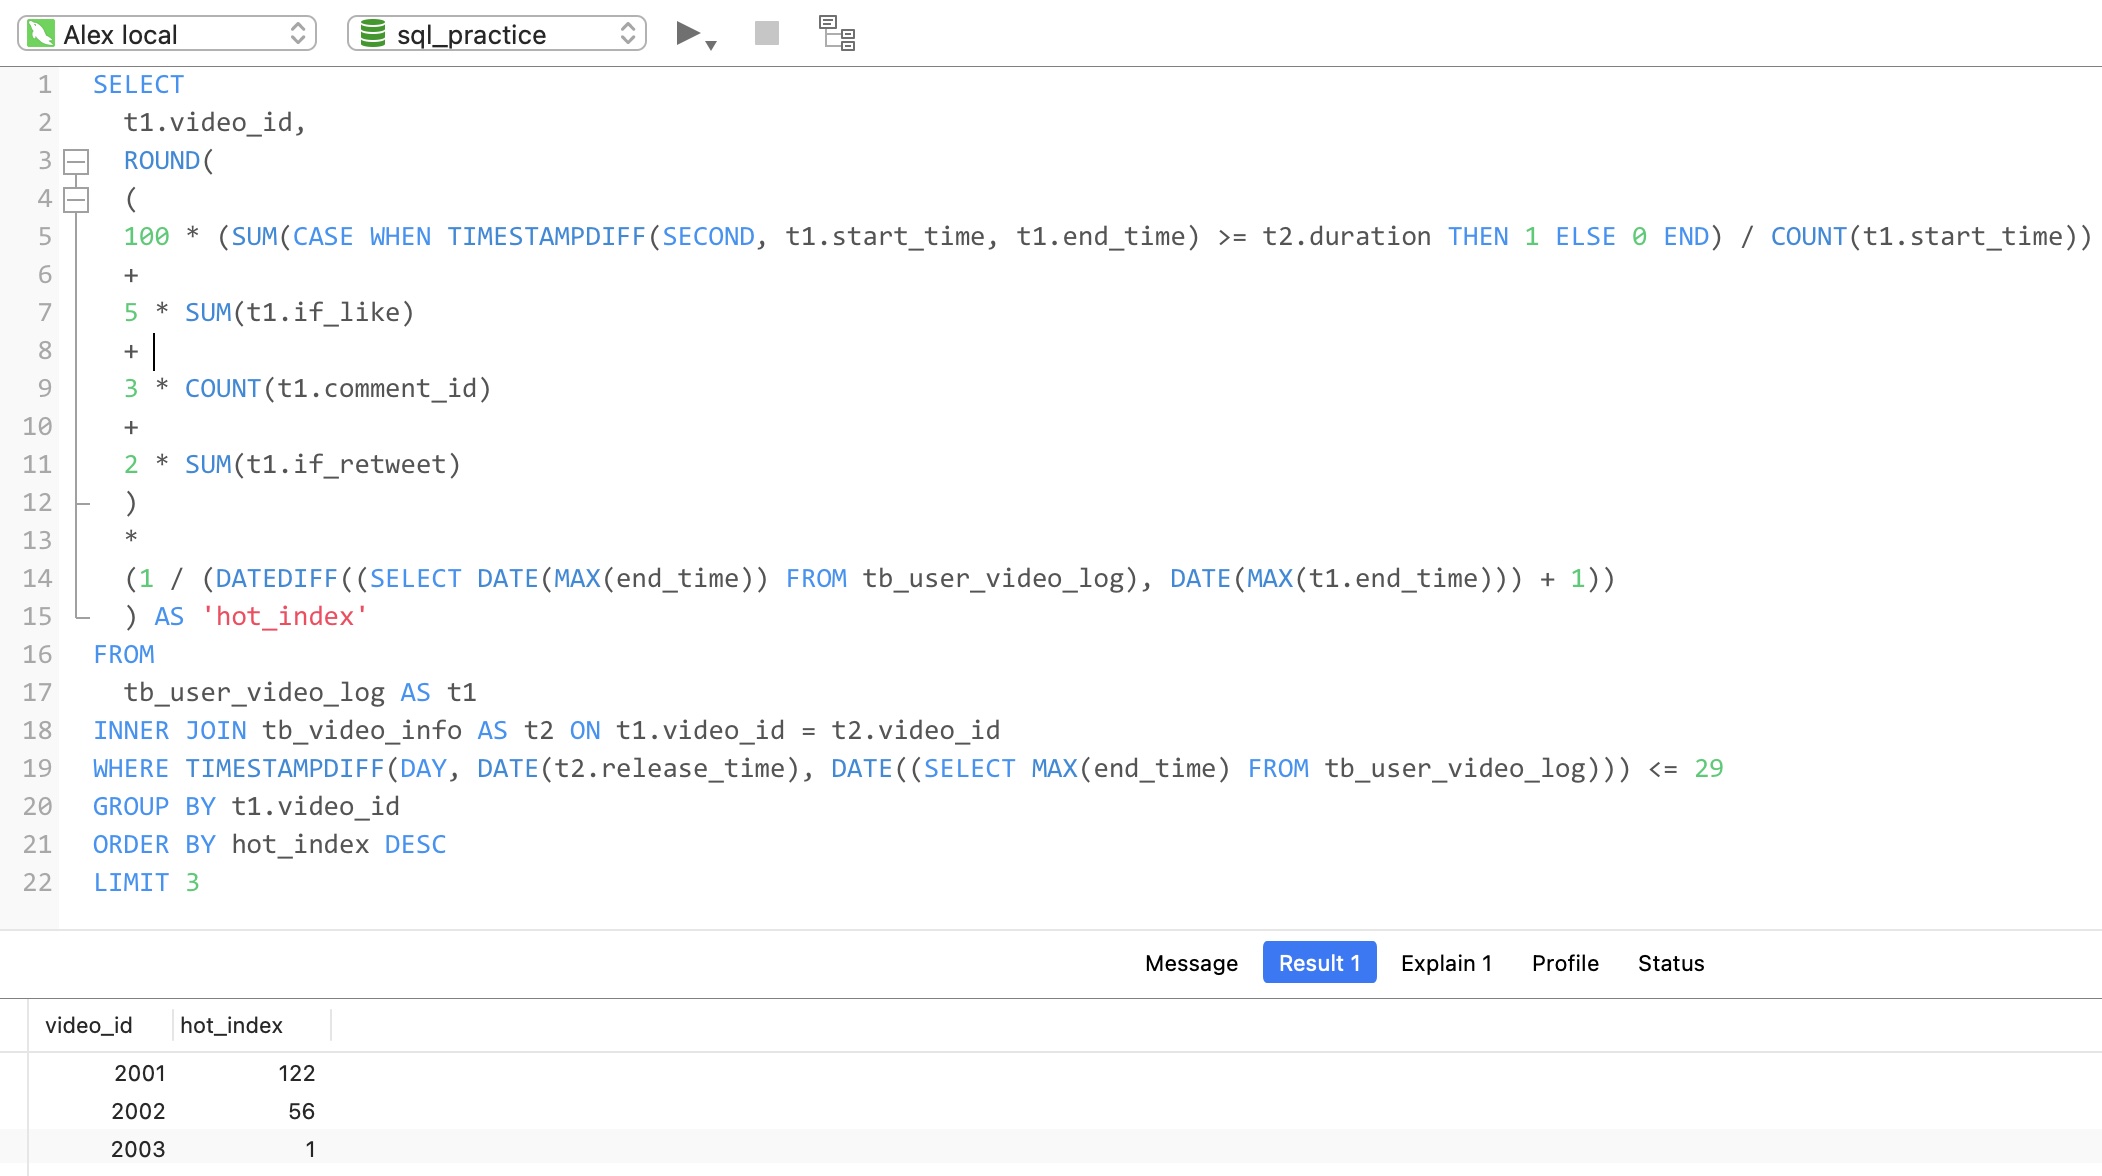 Alex local sql_practice
1 SELECT
2 t1.video_id,
3 ROUND(
4 (
5 100 * (SUM(CASE WHEN TIMESTAMPDIFF(SECOND, t1.start_time, t1.end_time) >= t2.duration THEN 1 ELSE 0 END) / COUNT(t1.start_time))
6 +
7 5 * SUM(t1.if_like)
8 +
9 3 * COUNT(t1.comment_id)
10 +
11 2 * SUM(t1.if_retweet)
12 )
13 *
14 (1 / (DATEDIFF((SELECT DATE(MAX(end_time)) FROM tb_user_video_log), DATE(MAX(t1.end_time))) + 1))
15 ) AS 'hot_index'
16 FROM
17 tb_user_video_log AS t1
18 INNER JOIN tb_video_info AS t2 ON t1.video_id = t2.video_id
19 WHERE TIMESTAMPDIFF(DAY, DATE(t2.release_time), DATE((SELECT MAX(end_time) FROM tb_user_video_log))) <= 29
20 GROUP BY t1.video_id
21 ORDER BY hot_index DESC
22 LIMIT 3
Message Result 1 Explain 1 Profile Status
video_id hot_index
2001 122
2002 56
2003 1